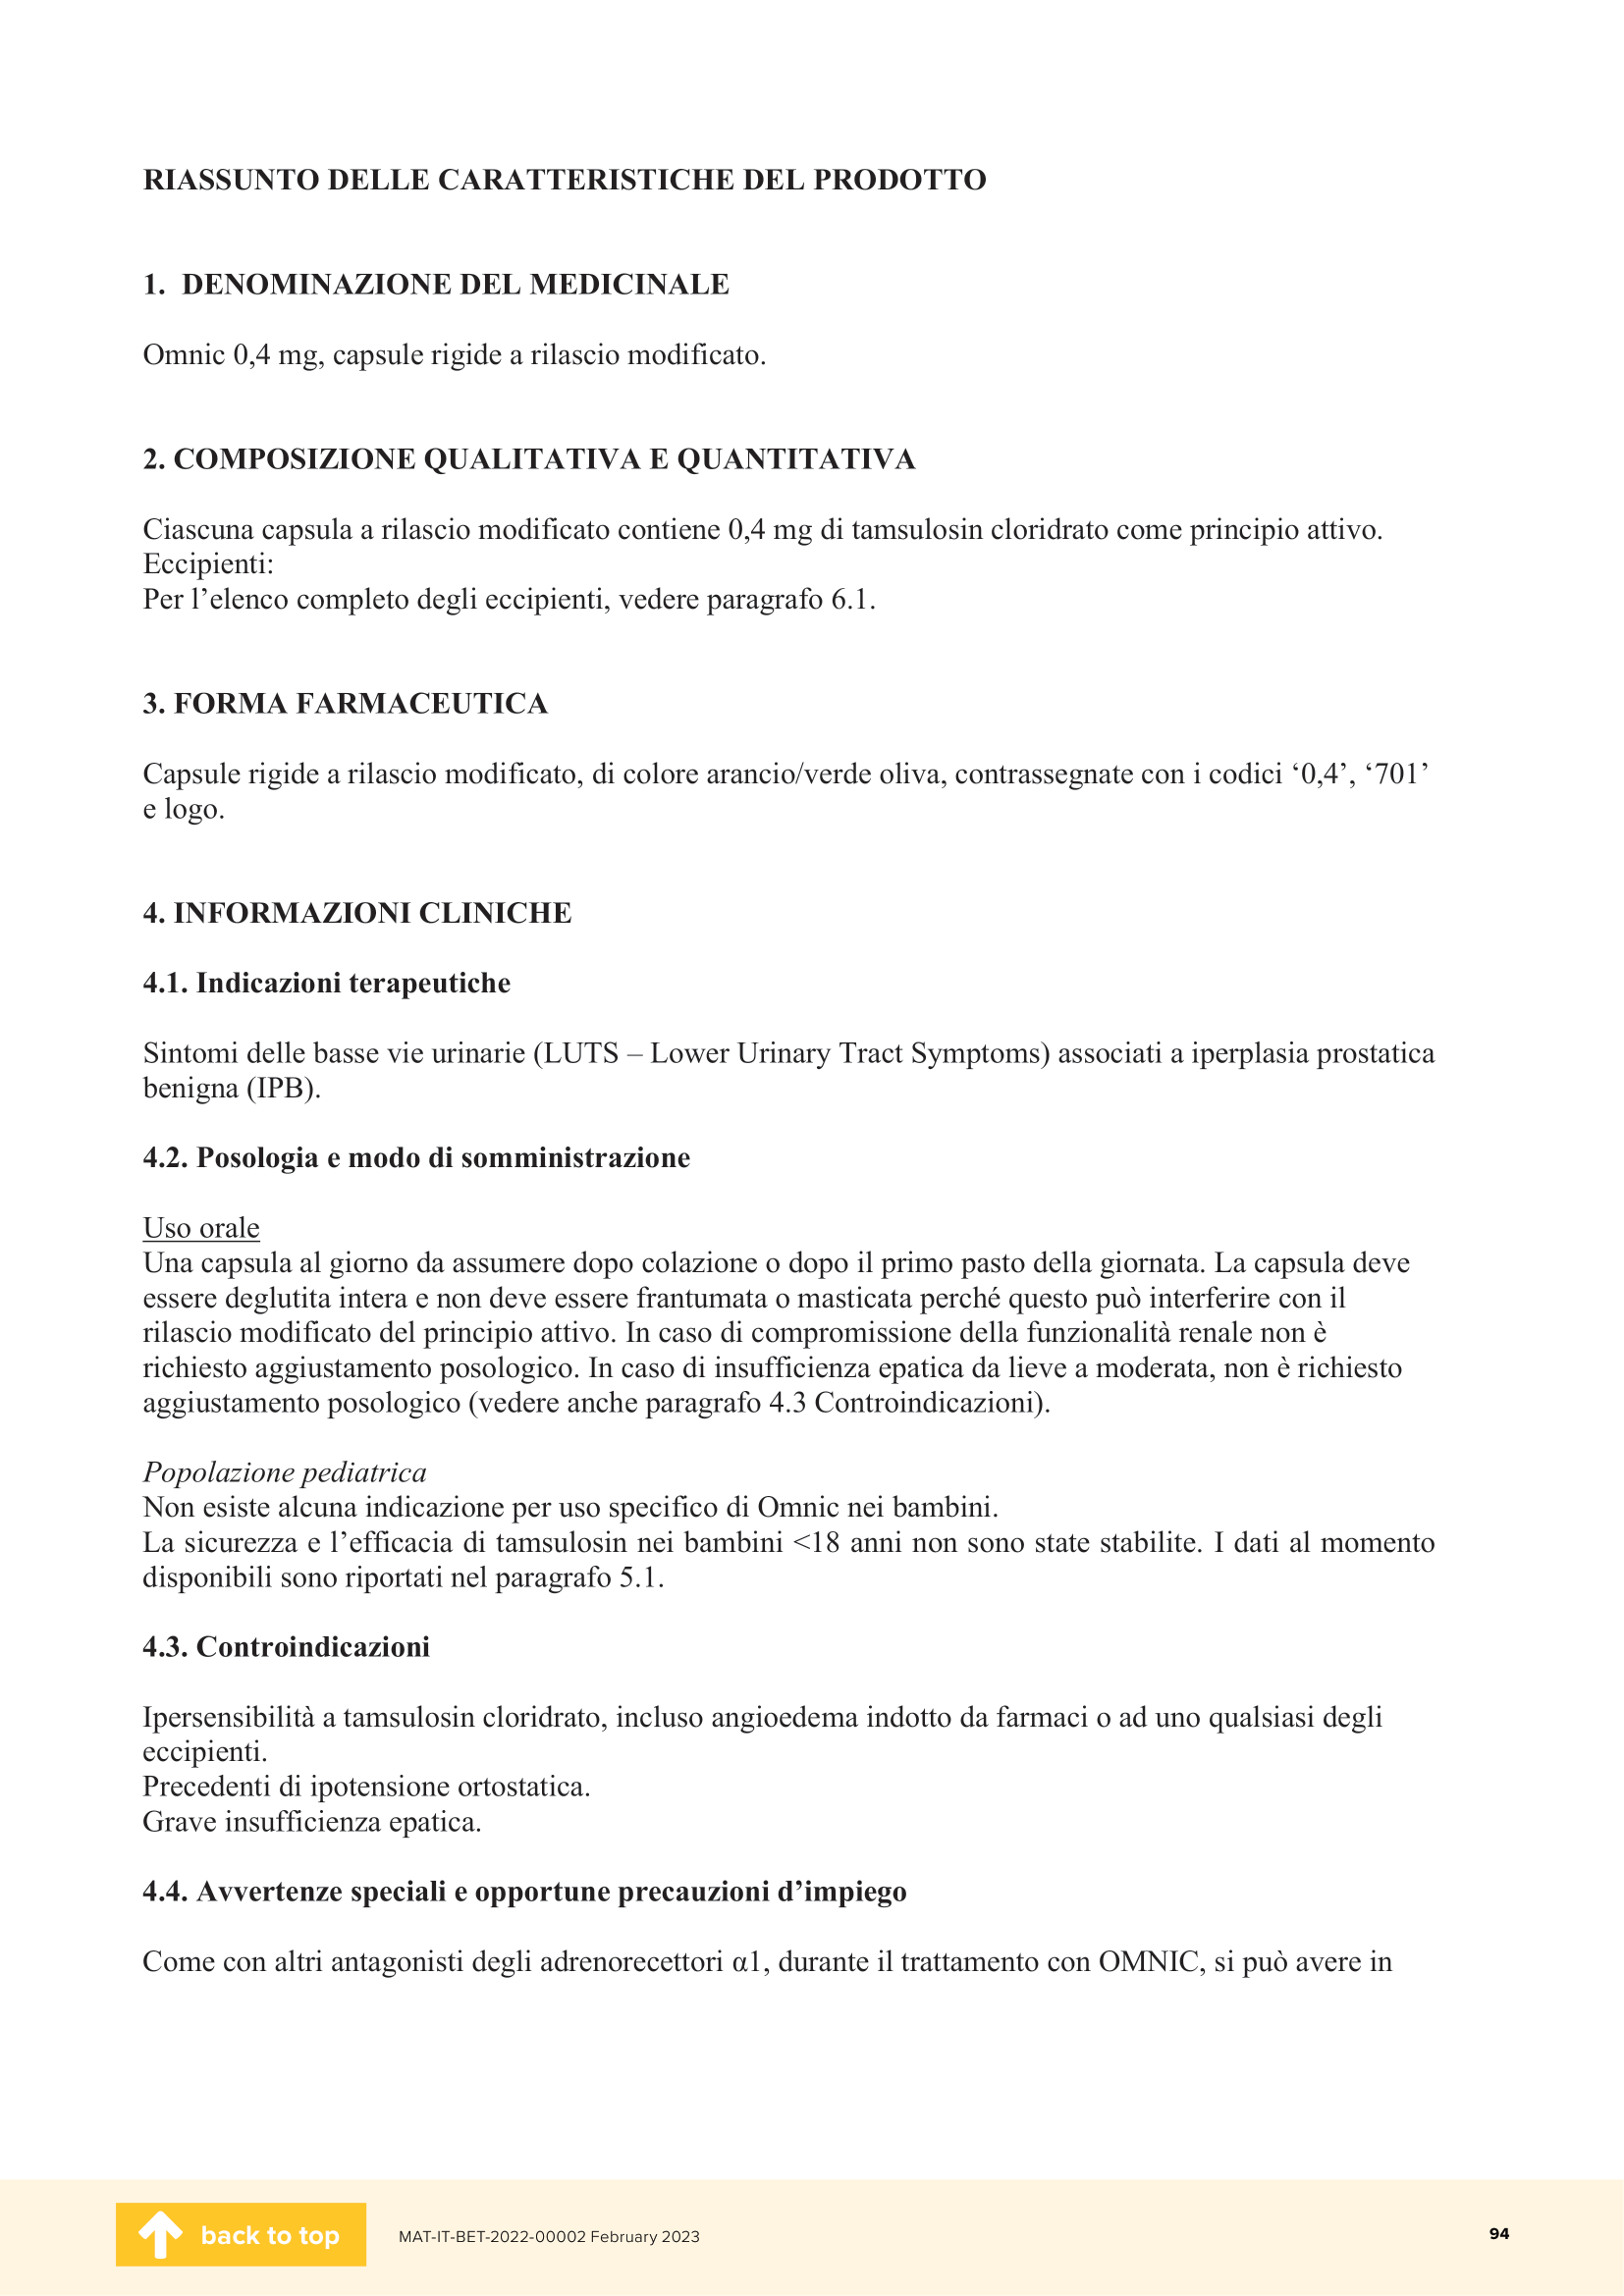 RIASSUNTO DELLE CARATTERISTICHE DEL PRODOTTO
1. DENOMINAZIONE DEL MEDICINALE
Omnic 0,4 mg, capsule rigide a rilascio modificato.
2. COMPOSIZIONE QUALITATIVA E QUANTITATIVA
Ciascuna capsula a rilascio modificato contiene 0,4 mg di tamsulosin cloridrato come principio attivo.
Eccipienti:
Per l’elenco completo degli eccipienti, vedere paragrafo 6.1.
3. FORMA FARMACEUTICA
Capsule rigide a rilascio modificato, di colore arancio/verde oliva, contrassegnate con i codici ‘0,4’, ‘701’
e logo.
4. INFORMAZIONI CLINICHE
4.1. Indicazioni terapeutiche
Sintomi delle basse vie urinarie (LUTS – Lower Urinary Tract Symptoms) associati a iperplasia prostatica
benigna (IPB).
4.2. Posologia e modo di somministrazione
Uso orale
Una capsula al giorno da assumere dopo colazione o dopo il primo pasto della giornata. La capsula deve
essere deglutita intera e non deve essere frantumata o masticata perché questo può interferire con il
rilascio modificato del principio attivo. In caso di compromissione della funzionalità renale non è
richiesto aggiustamento posologico. In caso di insufficienza epatica da lieve a moderata, non è richiesto
aggiustamento posologico (vedere anche paragrafo 4.3 Controindicazioni).
Popolazione pediatrica
Non esiste alcuna indicazione per uso specifico di Omnic nei bambini.
La sicurezza e l’efficacia di tamsulosin nei bambini <18 anni non sono state stabilite. I dati al momento
disponibili sono riportati nel paragrafo 5.1.
4.3. Controindicazioni
Ipersensibilità a tamsulosin cloridrato, incluso angioedema indotto da farmaci o ad uno qualsiasi degli
eccipienti.
Precedenti di ipotensione ortostatica.
Grave insufficienza epatica.
4.4. Avvertenze speciali e opportune precauzioni d’impiego
Come con altri antagonisti degli adrenorecettori α1, durante il trattamento con OMNIC, si può avere in
back to top
MAT-IT-BET-2022-00002 February 2023
94